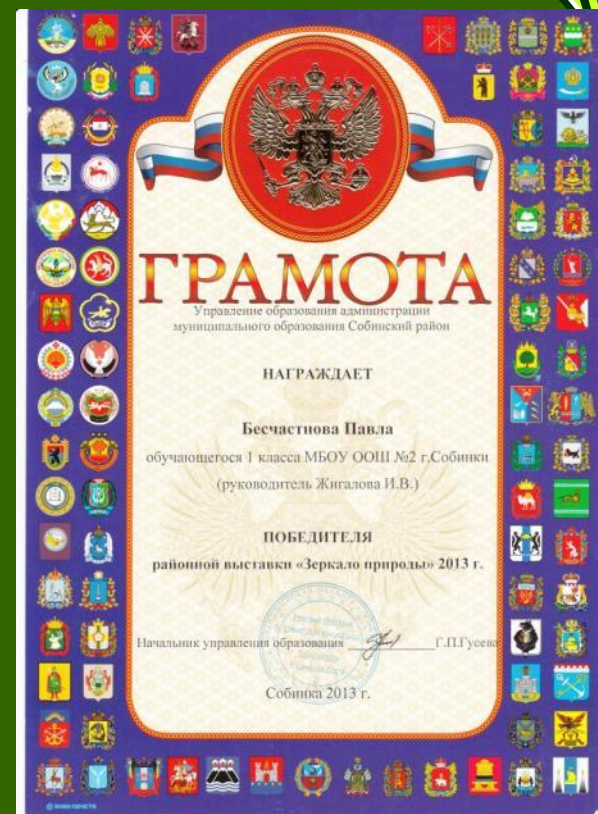 ГРАМОТА
Управление образования администрации
муниципального образования Собинский район
НАГРАЖДАЕТ
Бесчастнова Павла
обучающегося 1 класса МБОУ ООШ №2 г.Собинки
(руководитель Жигалова И.В.)
ПОБЕДИТЕЛЯ
районной выставки «Зеркало природы» 2013 г.
Начальник управления образования Г.П.Гусева
Собинка 2013 г.